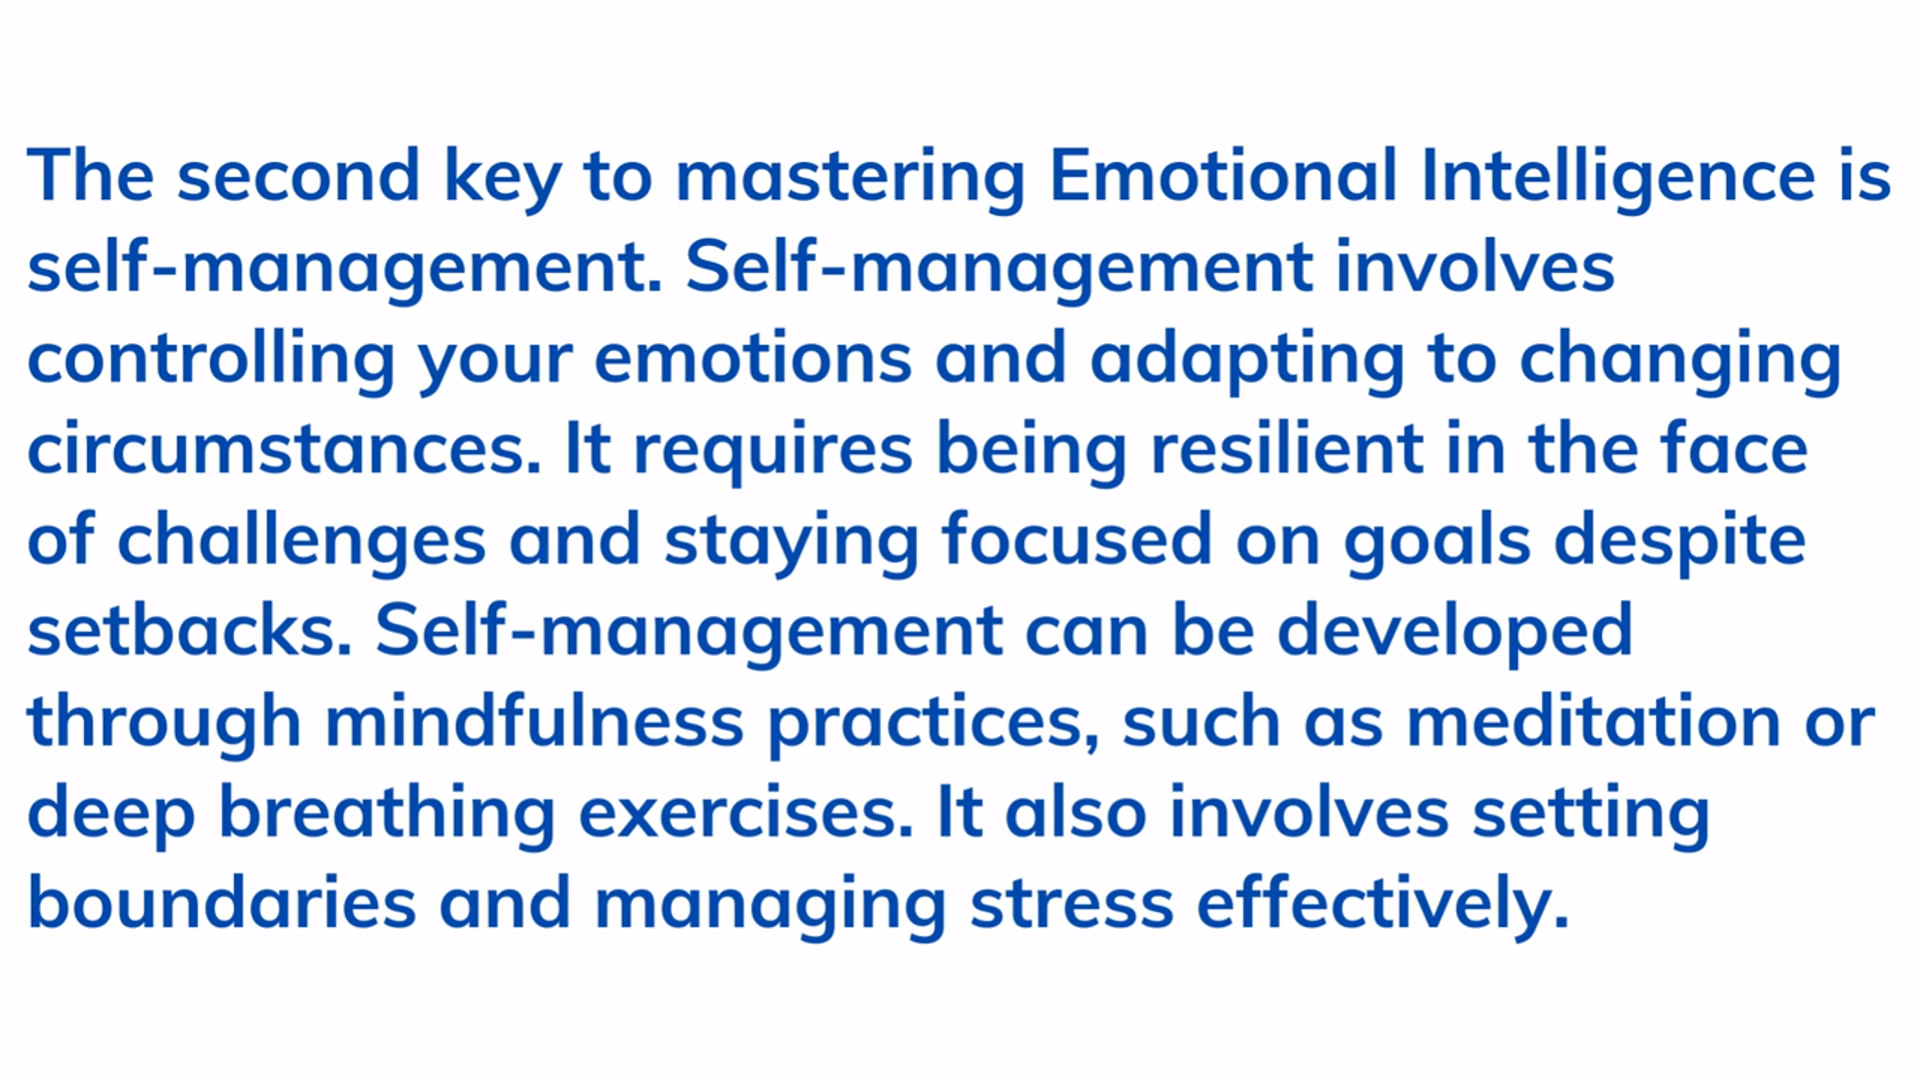 The second key to mastering Emotional Intelligence is
self-management. Self-management involves
controlling your emotions and adapting to changing
circumstances. It requires being resilient in the face
of challenges and staying focused on goals despite
setbacks. Self-management can be developed
through mindfulness practices, such as meditation or
deep breathing exercises. It also involves setting
boundaries and managing stress effectively.